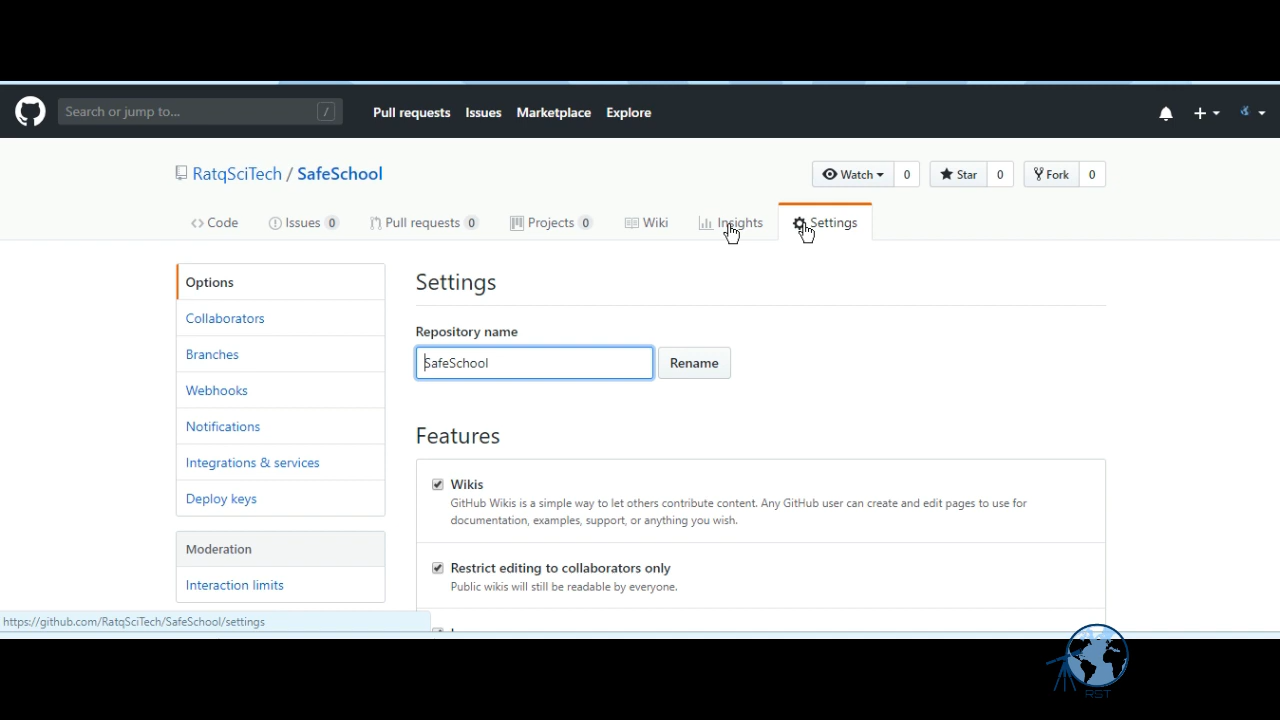 Search or jump to... /
Pull requests Issues Marketplace Explore
RatqSciTech / SafeSchool
Watch 0 Star 0 Fork 0
Code Issues 0 Pull requests 0 Projects 0 Wiki Insights Settings
Options
Collaborators
Branches
Webhooks
Notifications
Integrations & services
Deploy keys
Moderation
Interaction limits
Settings
Repository name
SafeSchool Rename
Features
Wikis
GitHub Wikis is a simple way to let others contribute content. Any GitHub user can create and edit pages to use for
documentation, examples, support, or anything you wish.
Restrict editing to collaborators only
Public wikis will still be readable by everyone.
https://github.com/RatqSciTech/SafeSchool/settings
RST